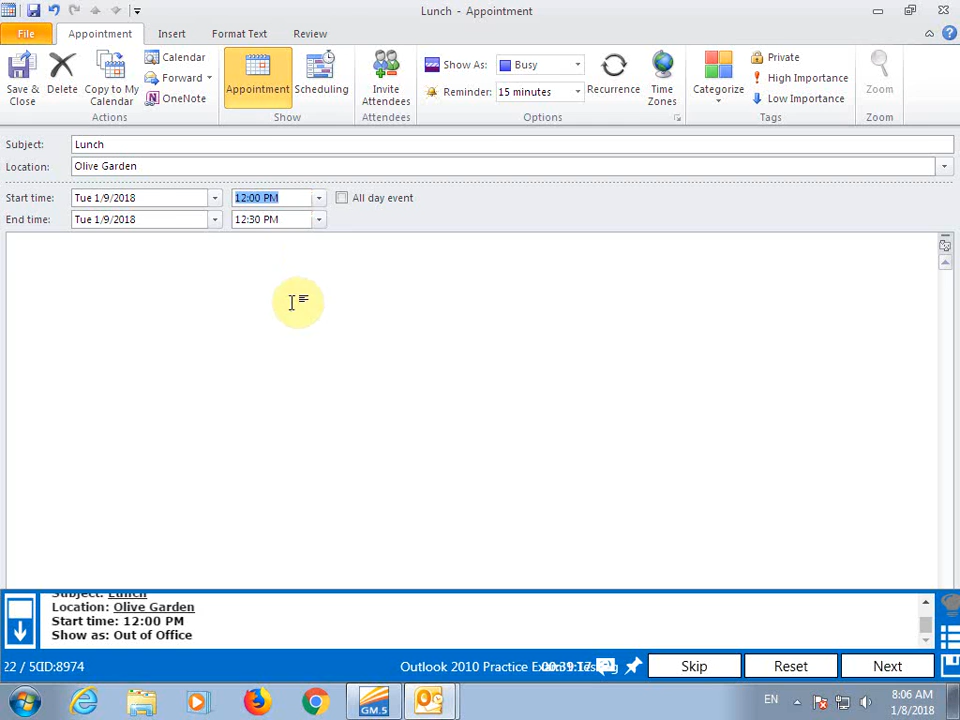 Lunch - Appointment
File Appointment Insert Format Text Review
Save & Close
Delete
Copy to My Calendar
Calendar
Forward
OneNote
Actions
Appointment
Scheduling
Show
Invite Attendees
Attendees
Show As: Busy
Reminder: 15 minutes
Recurrence
Time Zones
Options
Categorize
Private
High Importance
Low Importance
Tags
Zoom
Zoom
Subject: Lunch
Location: Olive Garden
Start time: Tue 1/9/2018 12:00 PM All day event
End time: Tue 1/9/2018 12:30 PM
Subject: Lunch
Location: Olive Garden
Start time: 12:00 PM
Show as: Out of Office
22 / 50 ID:8974 Outlook 2010 Practice Exam Skip Reset Next
GM.5 EN 8:06 AM
1/8/2018